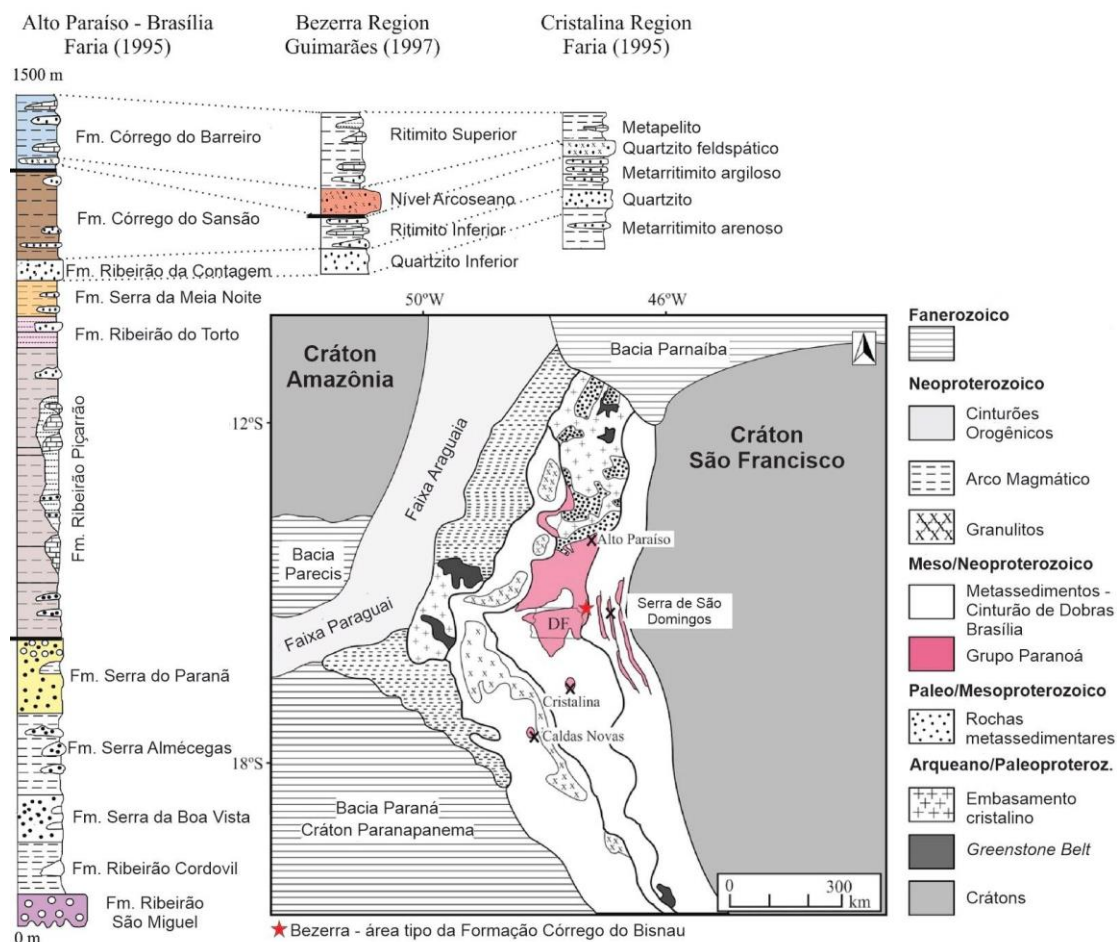 Alto Paraíso - Brasília
Faria (1995)
1500 m
Fm. Córrego do Barreiro
Fm. Córrego do Sansão
Fm. Ribeirão da Contagem
Fm. Serra da Meia Noite
Fm. Ribeirão do Torto
Fm. Ribeirão Piçarrão
Fm. Serra do Paranã
Fm. Serra Almécegas
Fm. Serra da Boa Vista
Fm. Ribeirão Cordovil
Fm. Ribeirão
São Miguel
0 m
Bezerra Region
Guimarães (1997)
Ritimito Superior
Nível Arcoseano
Ritimito Inferior
Quartzito Inferior
Cristalina Region
Faria (1995)
Metapelito
Quartzito feldspático
Metarritimito argiloso
Quartzito
Metarritimito arenoso
50°W
46°W
12°S
18°S
Cráton
Amazônia
Bacia Parnaíba
Cráton
São Francisco
Faixa Araguaia
Bacia
Parecis
Faixa Paraguai
Alto Paraíso
Serra de São
Domingos
DF
Cristalina
Caldas Novas
Bacia Paraná
Cráton Paranapanema
0
300
km
Bezerra - área tipo da Formação Córrego do Bisnau
Fanerozoico
Neoproterozoico
Cinturões
Orogênicos
Arco Magmático
Granulitos
Meso/Neoproterozoico
Metassedimentos -
Cinturão de Dobras
Brasília
Grupo Paranoá
Paleo/Mesoproterozoico
Rochas
metassedimentares
Arqueano/Paleoproteroz.
Embasamento
cristalino
Greenstone Belt
Crátons